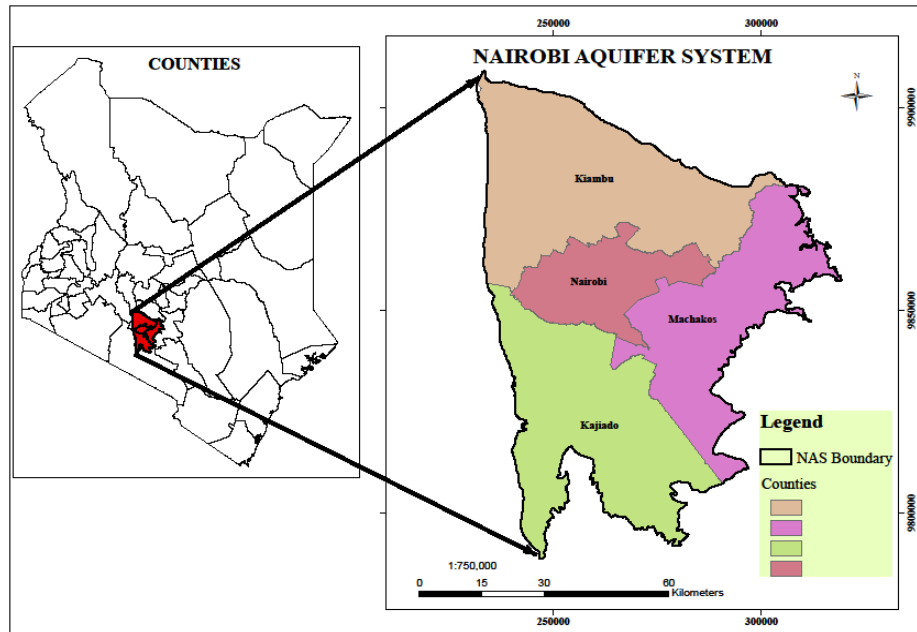 COUNTIES
250000 300000
NAIROBI AQUIFER SYSTEM
N
9900000
9850000
9800000
Kiambu
Nairobi
Machakos
Kajiado
Legend
NAS Boundary
Counties
1:750,000
0 15 30 60
Kilometers
250000 300000